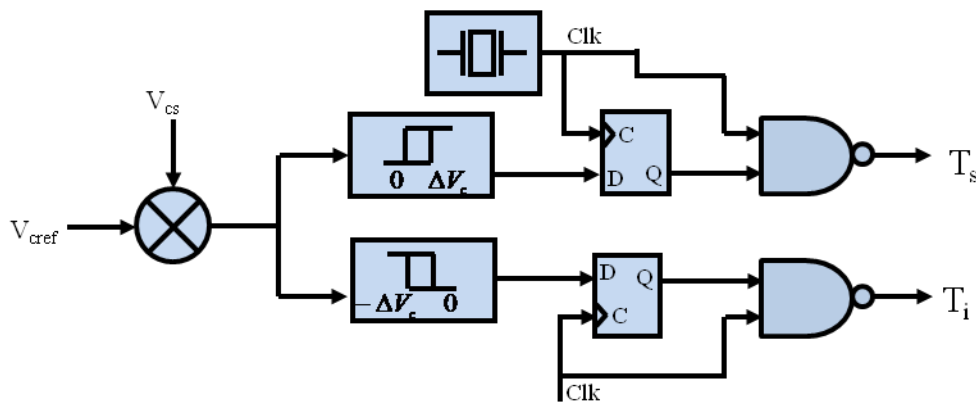 Clk
V_cs
C
D
Q
T_s
0 ΔV_c
V_cref
D
Q
C
−ΔV_c 0
T_i
Clk